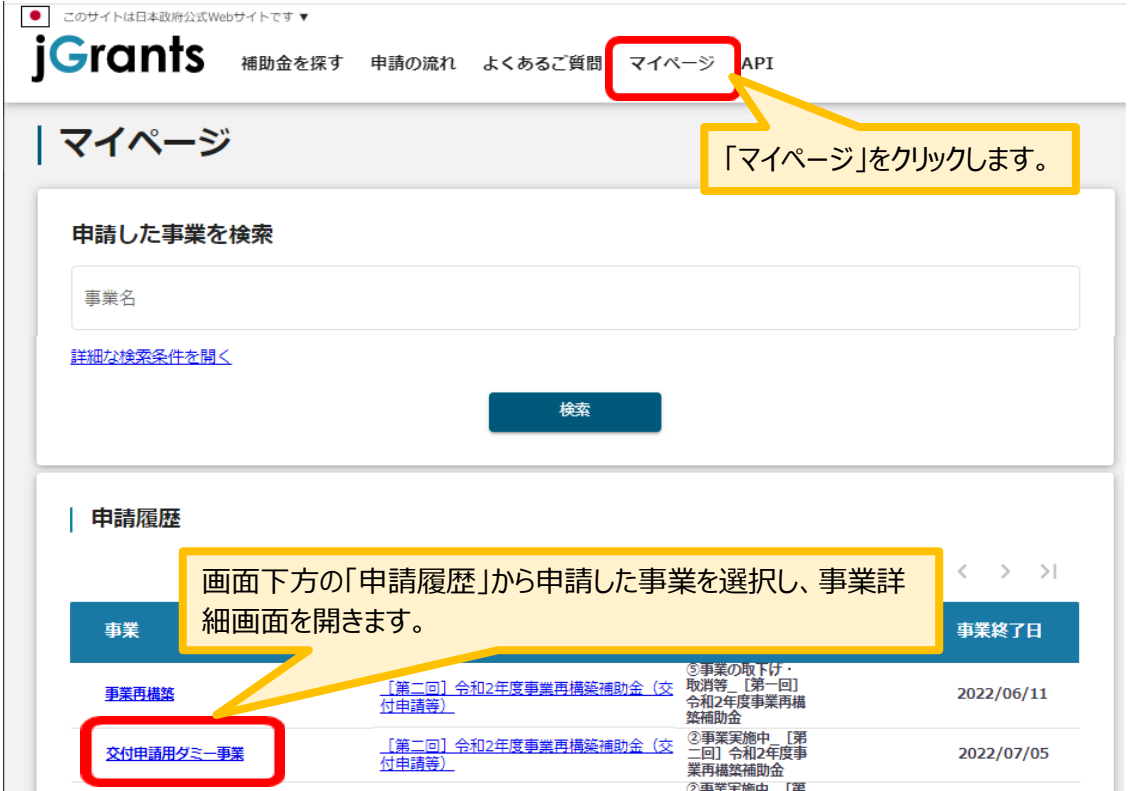 このサイトは日本政府公式Webサイトです ▼
jGrants 補助金を探す 申請の流れ よくあるご質問 マイページ API
マイページ
「マイページ」をクリックします。
申請した事業を検索
事業名
詳細な検索条件を開く
検索
申請履歴
画面下方の「申請履歴」から申請した事業を選択し、事業詳
細画面を開きます。
事業
事業終了日
事業再構築
［第二回］令和2年度事業再構築補助金（交
付申請等）
⑤事業の取下げ・
取消等_［第一回］
令和2年度事業再構
築補助金
2022/06/11
交付申請用ダミー事業
［第二回］令和2年度事業再構築補助金（交
付申請等）
②事業実施中_［第
二回］令和2年度事
業再構築補助金
2022/07/05
②事業実施中_［第